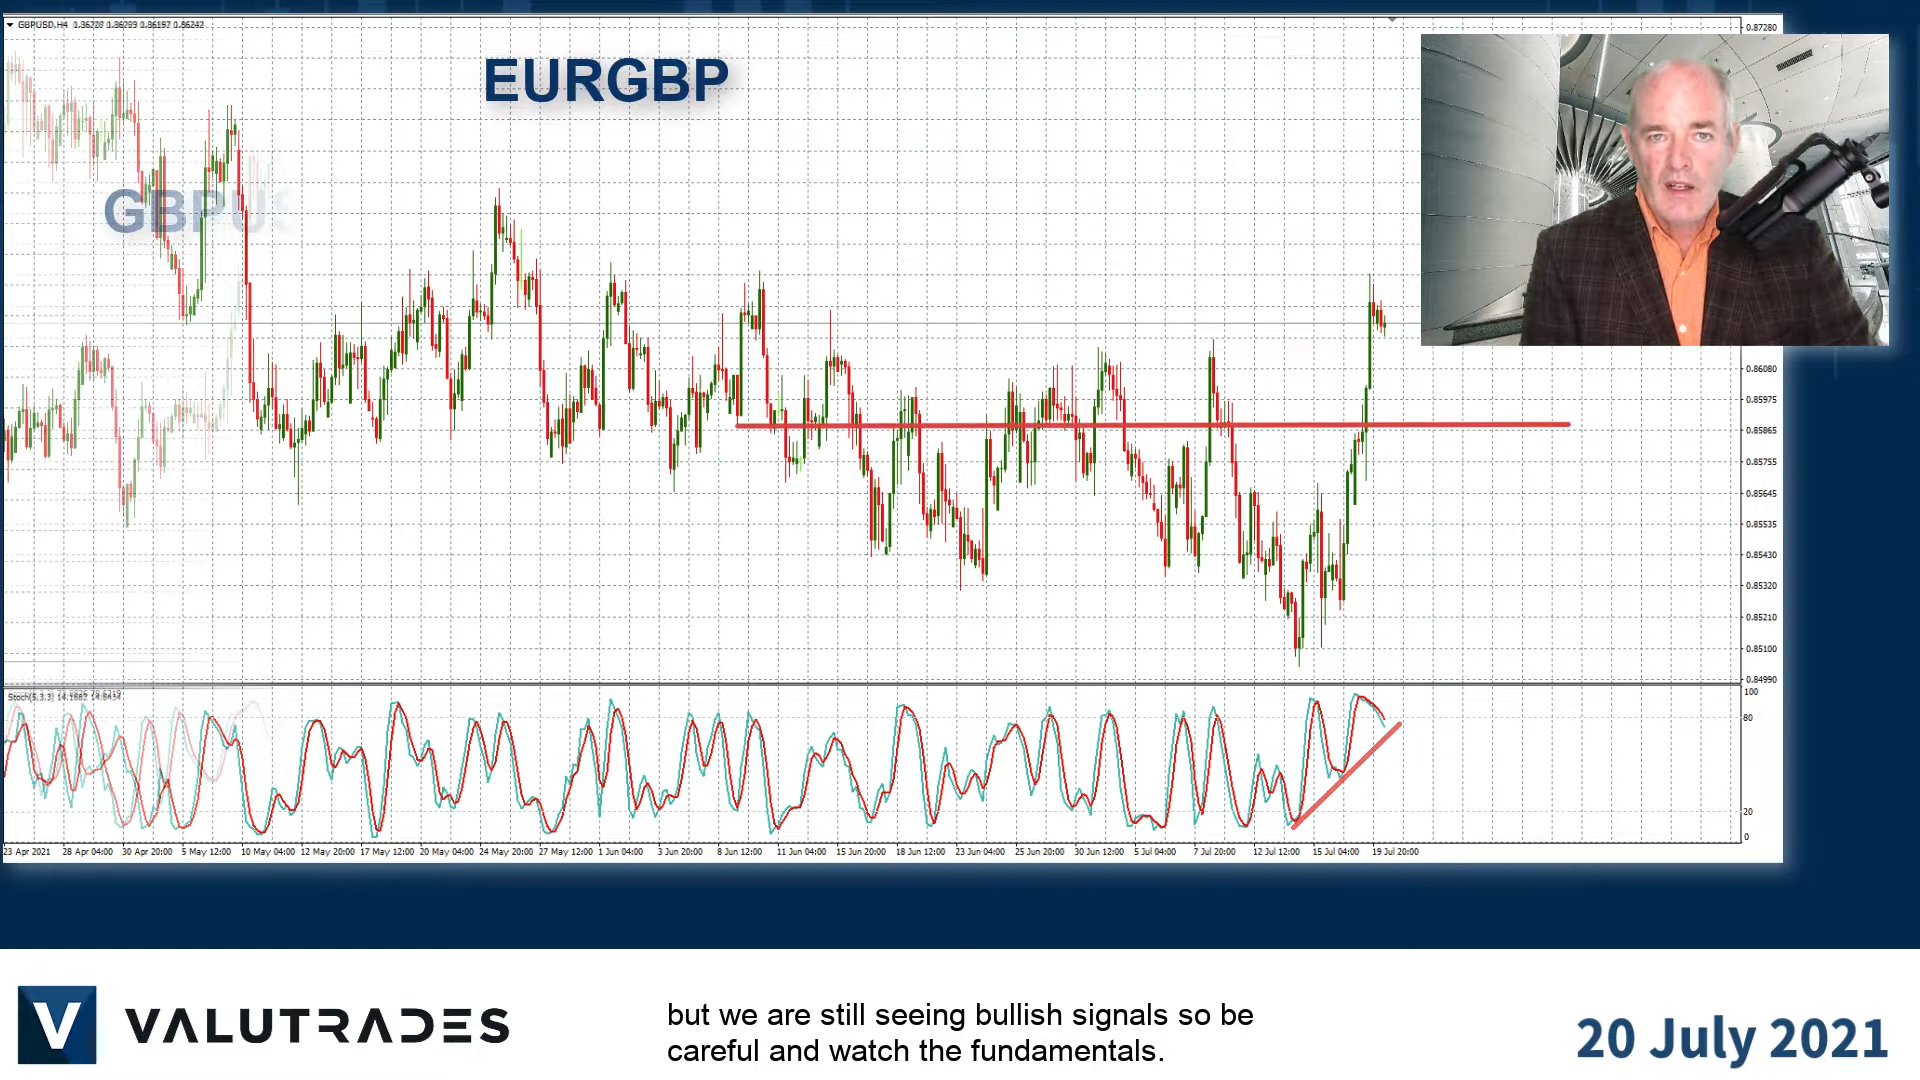 GBPUSD,H4
EURGBP
GBPUS
0.87280
0.86080
0.85975
0.85865
0.85755
0.85645
0.85535
0.85430
0.85320
0.85210
0.85100
0.84990
100
80
20
0
23 Apr 2021 28 Apr 04:00 30 Apr 20:00 5 May 12:00 10 May 04:00 12 May 20:00 17 May 12:00 20 May 04:00 24 May 20:00 27 May 12:00 1 Jun 04:00 3 Jun 20:00 8 Jun 12:00 11 Jun 04:00 15 Jun 20:00 18 Jun 12:00 23 Jun 04:00 25 Jun 20:00 30 Jun 12:00 5 Jul 04:00 7 Jul 20:00 12 Jul 12:00 15 Jul 04:00 19 Jul 20:00
VALUTRADES
but we are still seeing bullish signals so be
careful and watch the fundamentals.
20 July 2021